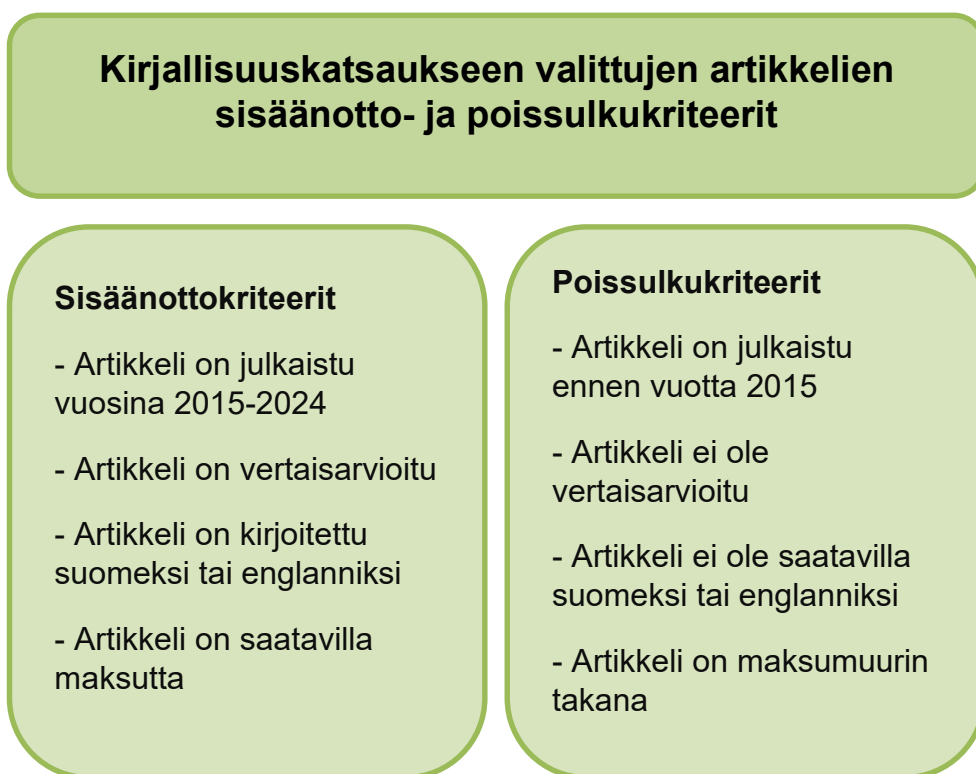 Kirjallisuuskatsaukseen valittujen artikkelien
sisäänotto- ja poissulkukriteerit
Sisäänottokriteerit
- Artikkeli on julkaistu
vuosina 2015-2024
- Artikkeli on vertaisarvioitu
- Artikkeli on kirjoitettu
suomeksi tai englanniksi
- Artikkeli on saatavilla
maksutta
Poissulkukriteerit
- Artikkeli on julkaistu
ennen vuotta 2015
- Artikkeli ei ole
vertaisarvioitu
- Artikkeli ei ole saatavilla
suomeksi tai englanniksi
- Artikkeli on maksumuurin
takana